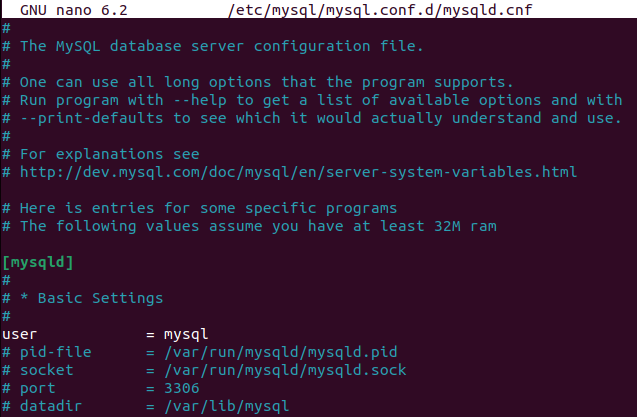 GNU nano 6.2 /etc/mysql/mysql.conf.d/mysqld.cnf
#
# The MySQL database server configuration file.
#
# One can use all long options that the program supports.
# Run program with --help to get a list of available options and with
# --print-defaults to see which it would actually understand and use.
#
# For explanations see
# http://dev.mysql.com/doc/mysql/en/server-system-variables.html

# Here is entries for some specific programs
# The following values assume you have at least 32M ram

[mysqld]
#
# * Basic Settings
#
user = mysql
# pid-file = /var/run/mysqld/mysqld.pid
# socket = /var/run/mysqld/mysqld.sock
# port = 3306
# datadir = /var/lib/mysql